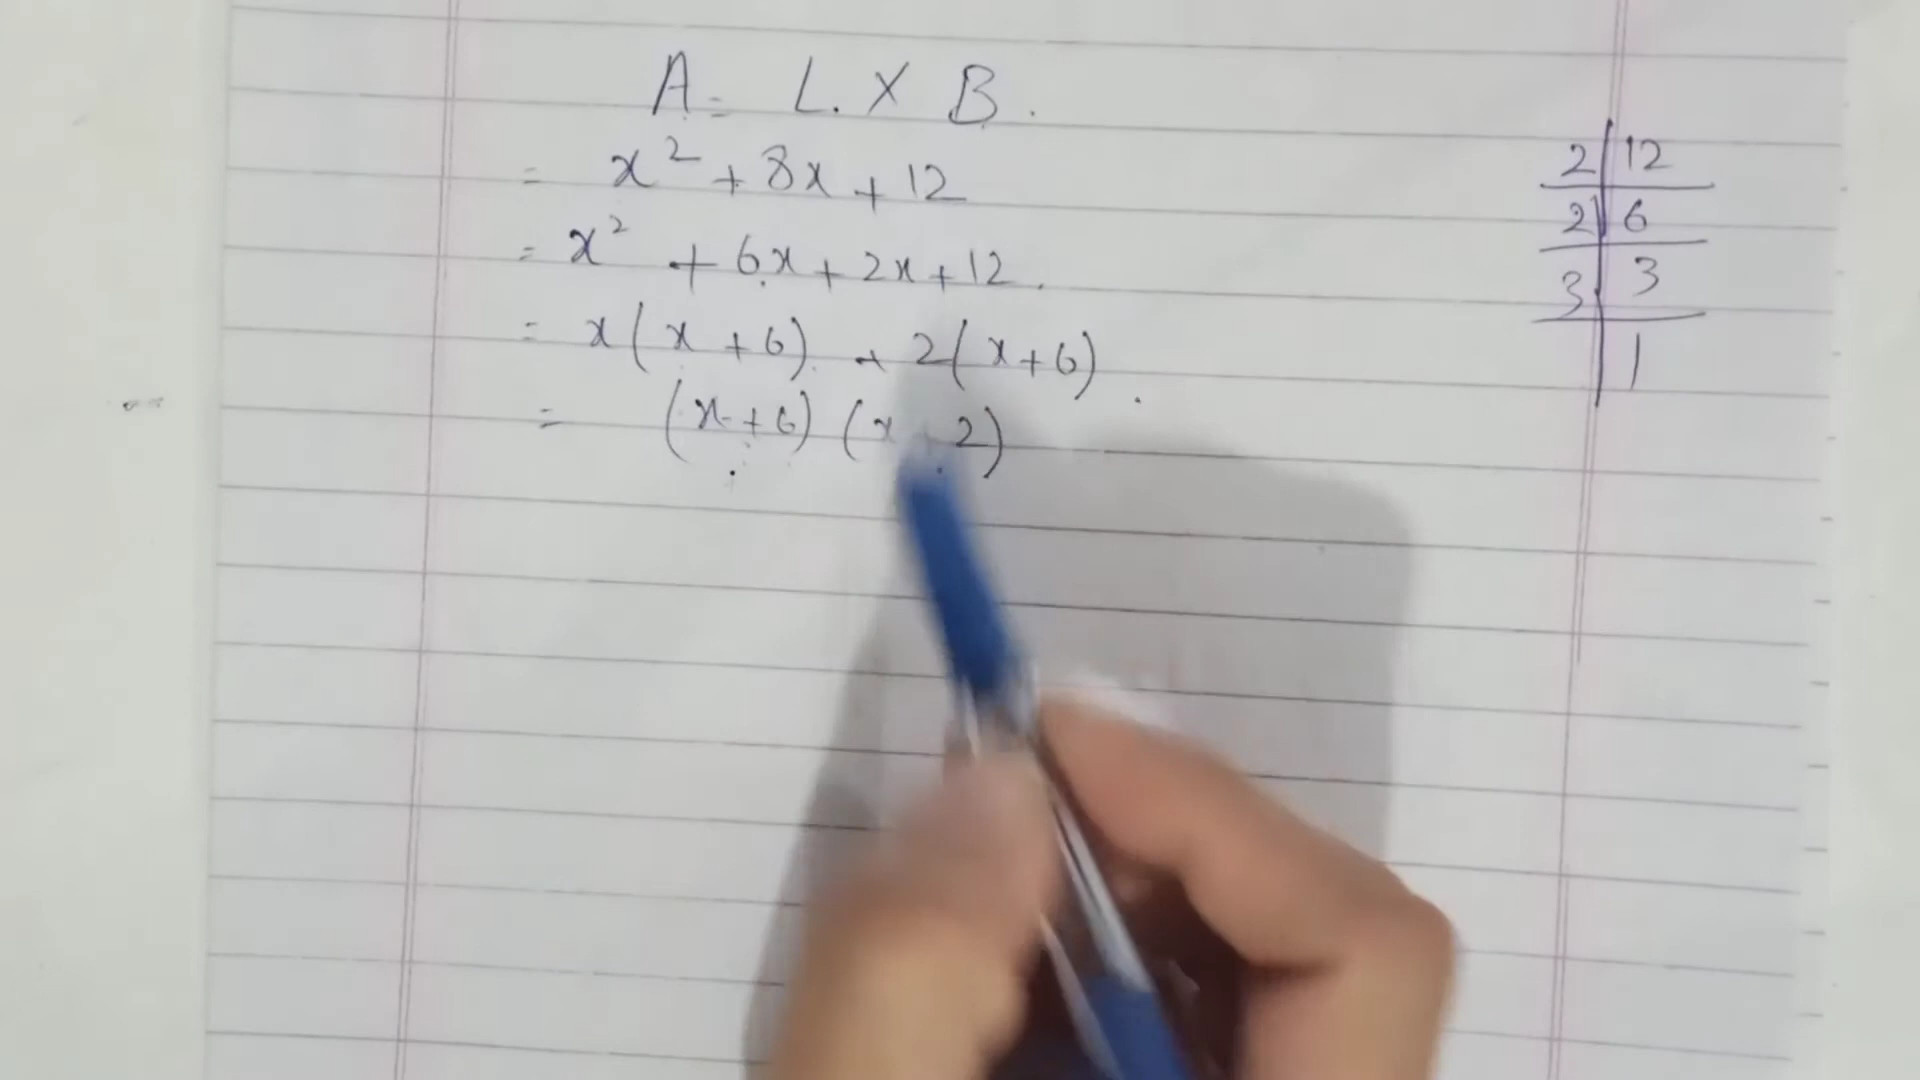 A = L. X B.
= x² + 8x + 12
= x² + 6x + 2x + 12.
= x(x + 6) + 2(x + 6).
= (x + 6)(x + 2)
2 | 12
2 | 6
3 | 3
| 1